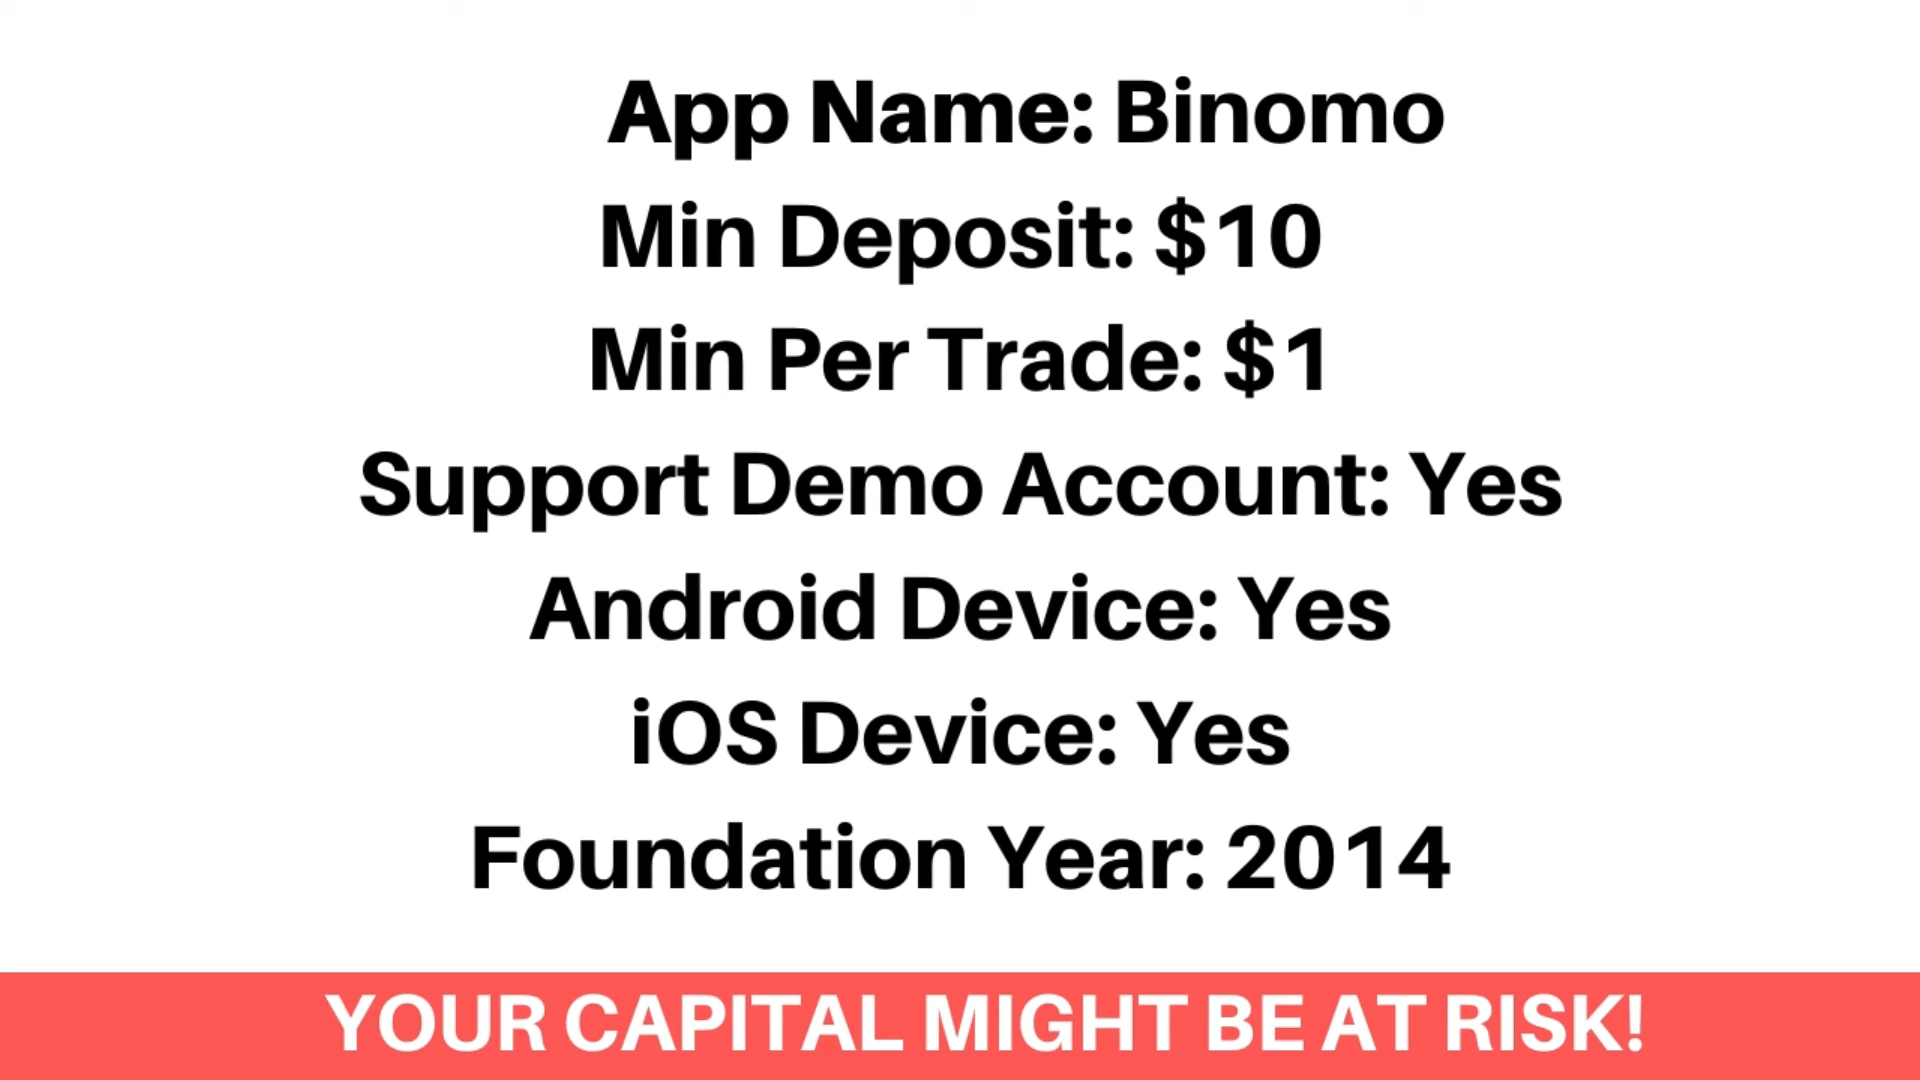 App Name: Binomo
Min Deposit: $10
Min Per Trade: $1
Support Demo Account: Yes
Android Device: Yes
iOS Device: Yes
Foundation Year: 2014
YOUR CAPITAL MIGHT BE AT RISK!